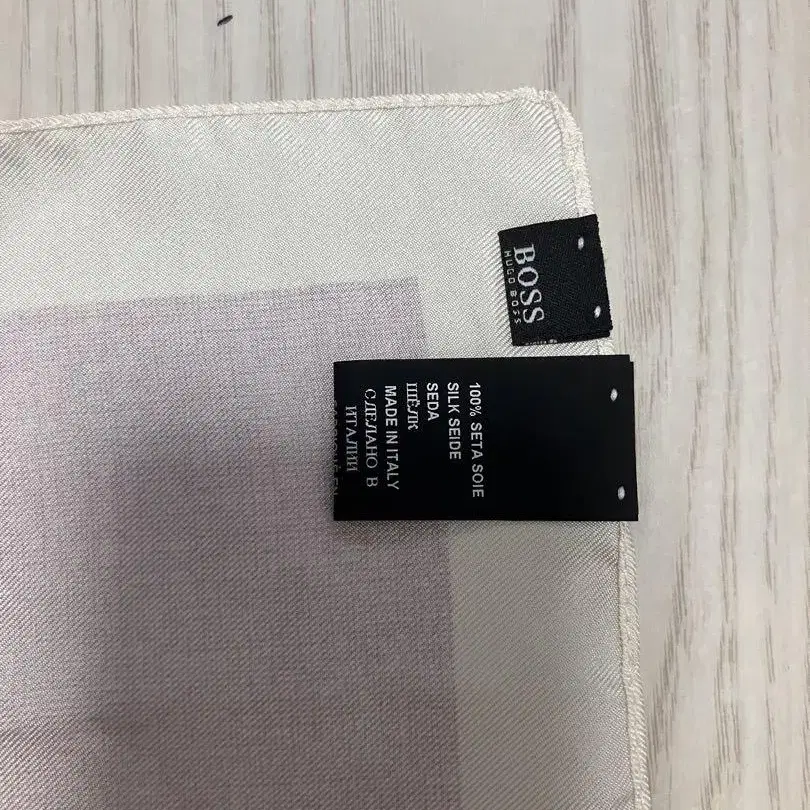 BOSS
HUGO BOSS
100% SETA SOIE
SILK SEIDE
SEDA
ШЁЛК
MADE IN ITALY
СДЕЛАНО В
ИТАЛИИ